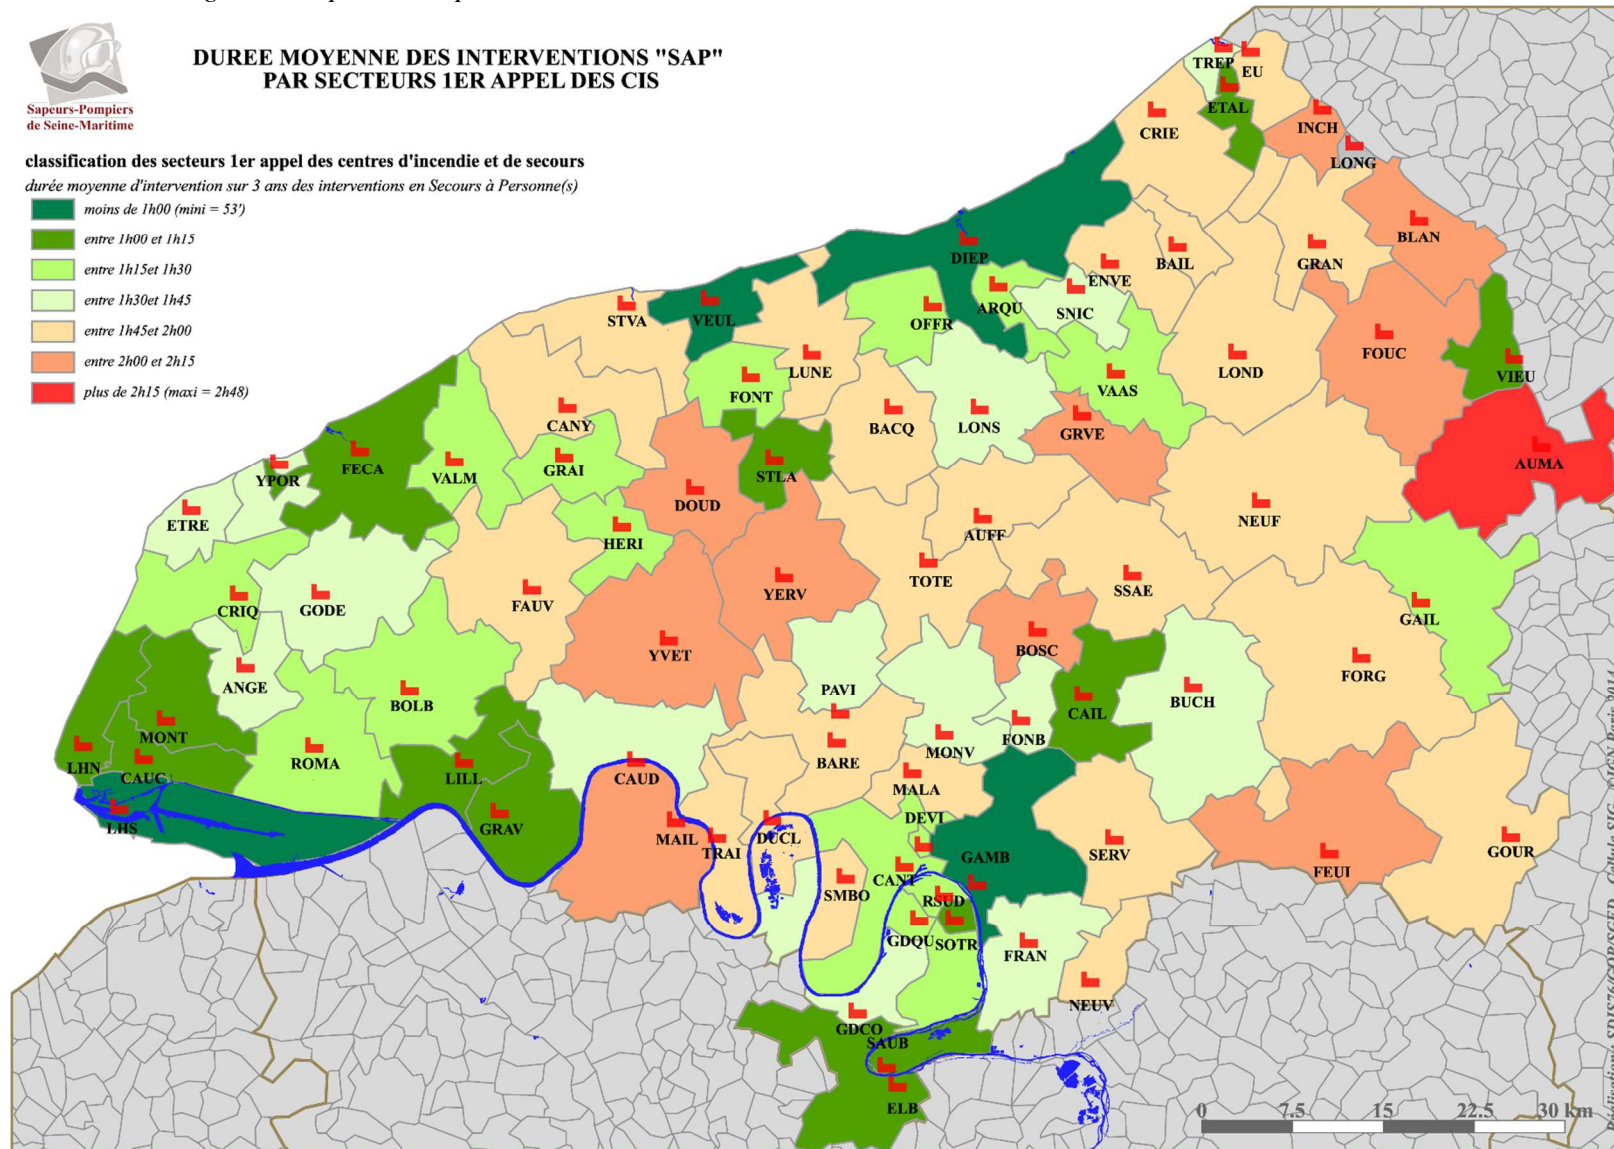 DUREE MOYENNE DES INTERVENTIONS "SAP"
PAR SECTEURS 1ER APPEL DES CIS
Sapeurs-Pompiers
de Seine-Maritime
classification des secteurs 1er appel des centres d'incendie et de secours
durée moyenne d'intervention sur 3 ans des interventions en Secours à Personne(s)
moins de 1h00 (mini = 53')
entre 1h00 et 1h15
entre 1h15et 1h30
entre 1h30et 1h45
entre 1h45et 2h00
entre 2h00 et 2h15
plus de 2h15 (maxi = 2h48)
TREP
EU
ETAL
CRIE
INCH
LONG
BLAN
DIEP
ENVE
BAIL
GRAN
STVA
VEUL
OFFR
ARQU
SNIC
FOUC
LUNE
FONT
VAAS
LOND
VIEU
CANY
BACQ
LONS
GRVE
AUMA
YPOR
FECA
VALM
GRAI
STLA
DOUD
ETRE
HERI
AUFF
NEUF
CRIQ
GODE
FAUV
YERV
TOTE
SSAE
GAIL
ANGE
YVET
BOSC
FORG
BOLB
PAVI
CAIL
BUCH
MONT
LHN
CAUC
ROMA
LILL
CAUD
BARE
MONV
FONB
MALA
LHS
GRAV
MAIL
TRAI
DUCL
DEVI
GAMB
SERV
GOUR
FEUI
SMBO
CANT
RSUD
GDQU
SOTR
FRAN
NEUV
GDCO
SAUB
ELB
0 7.5 15 22.5 30 km